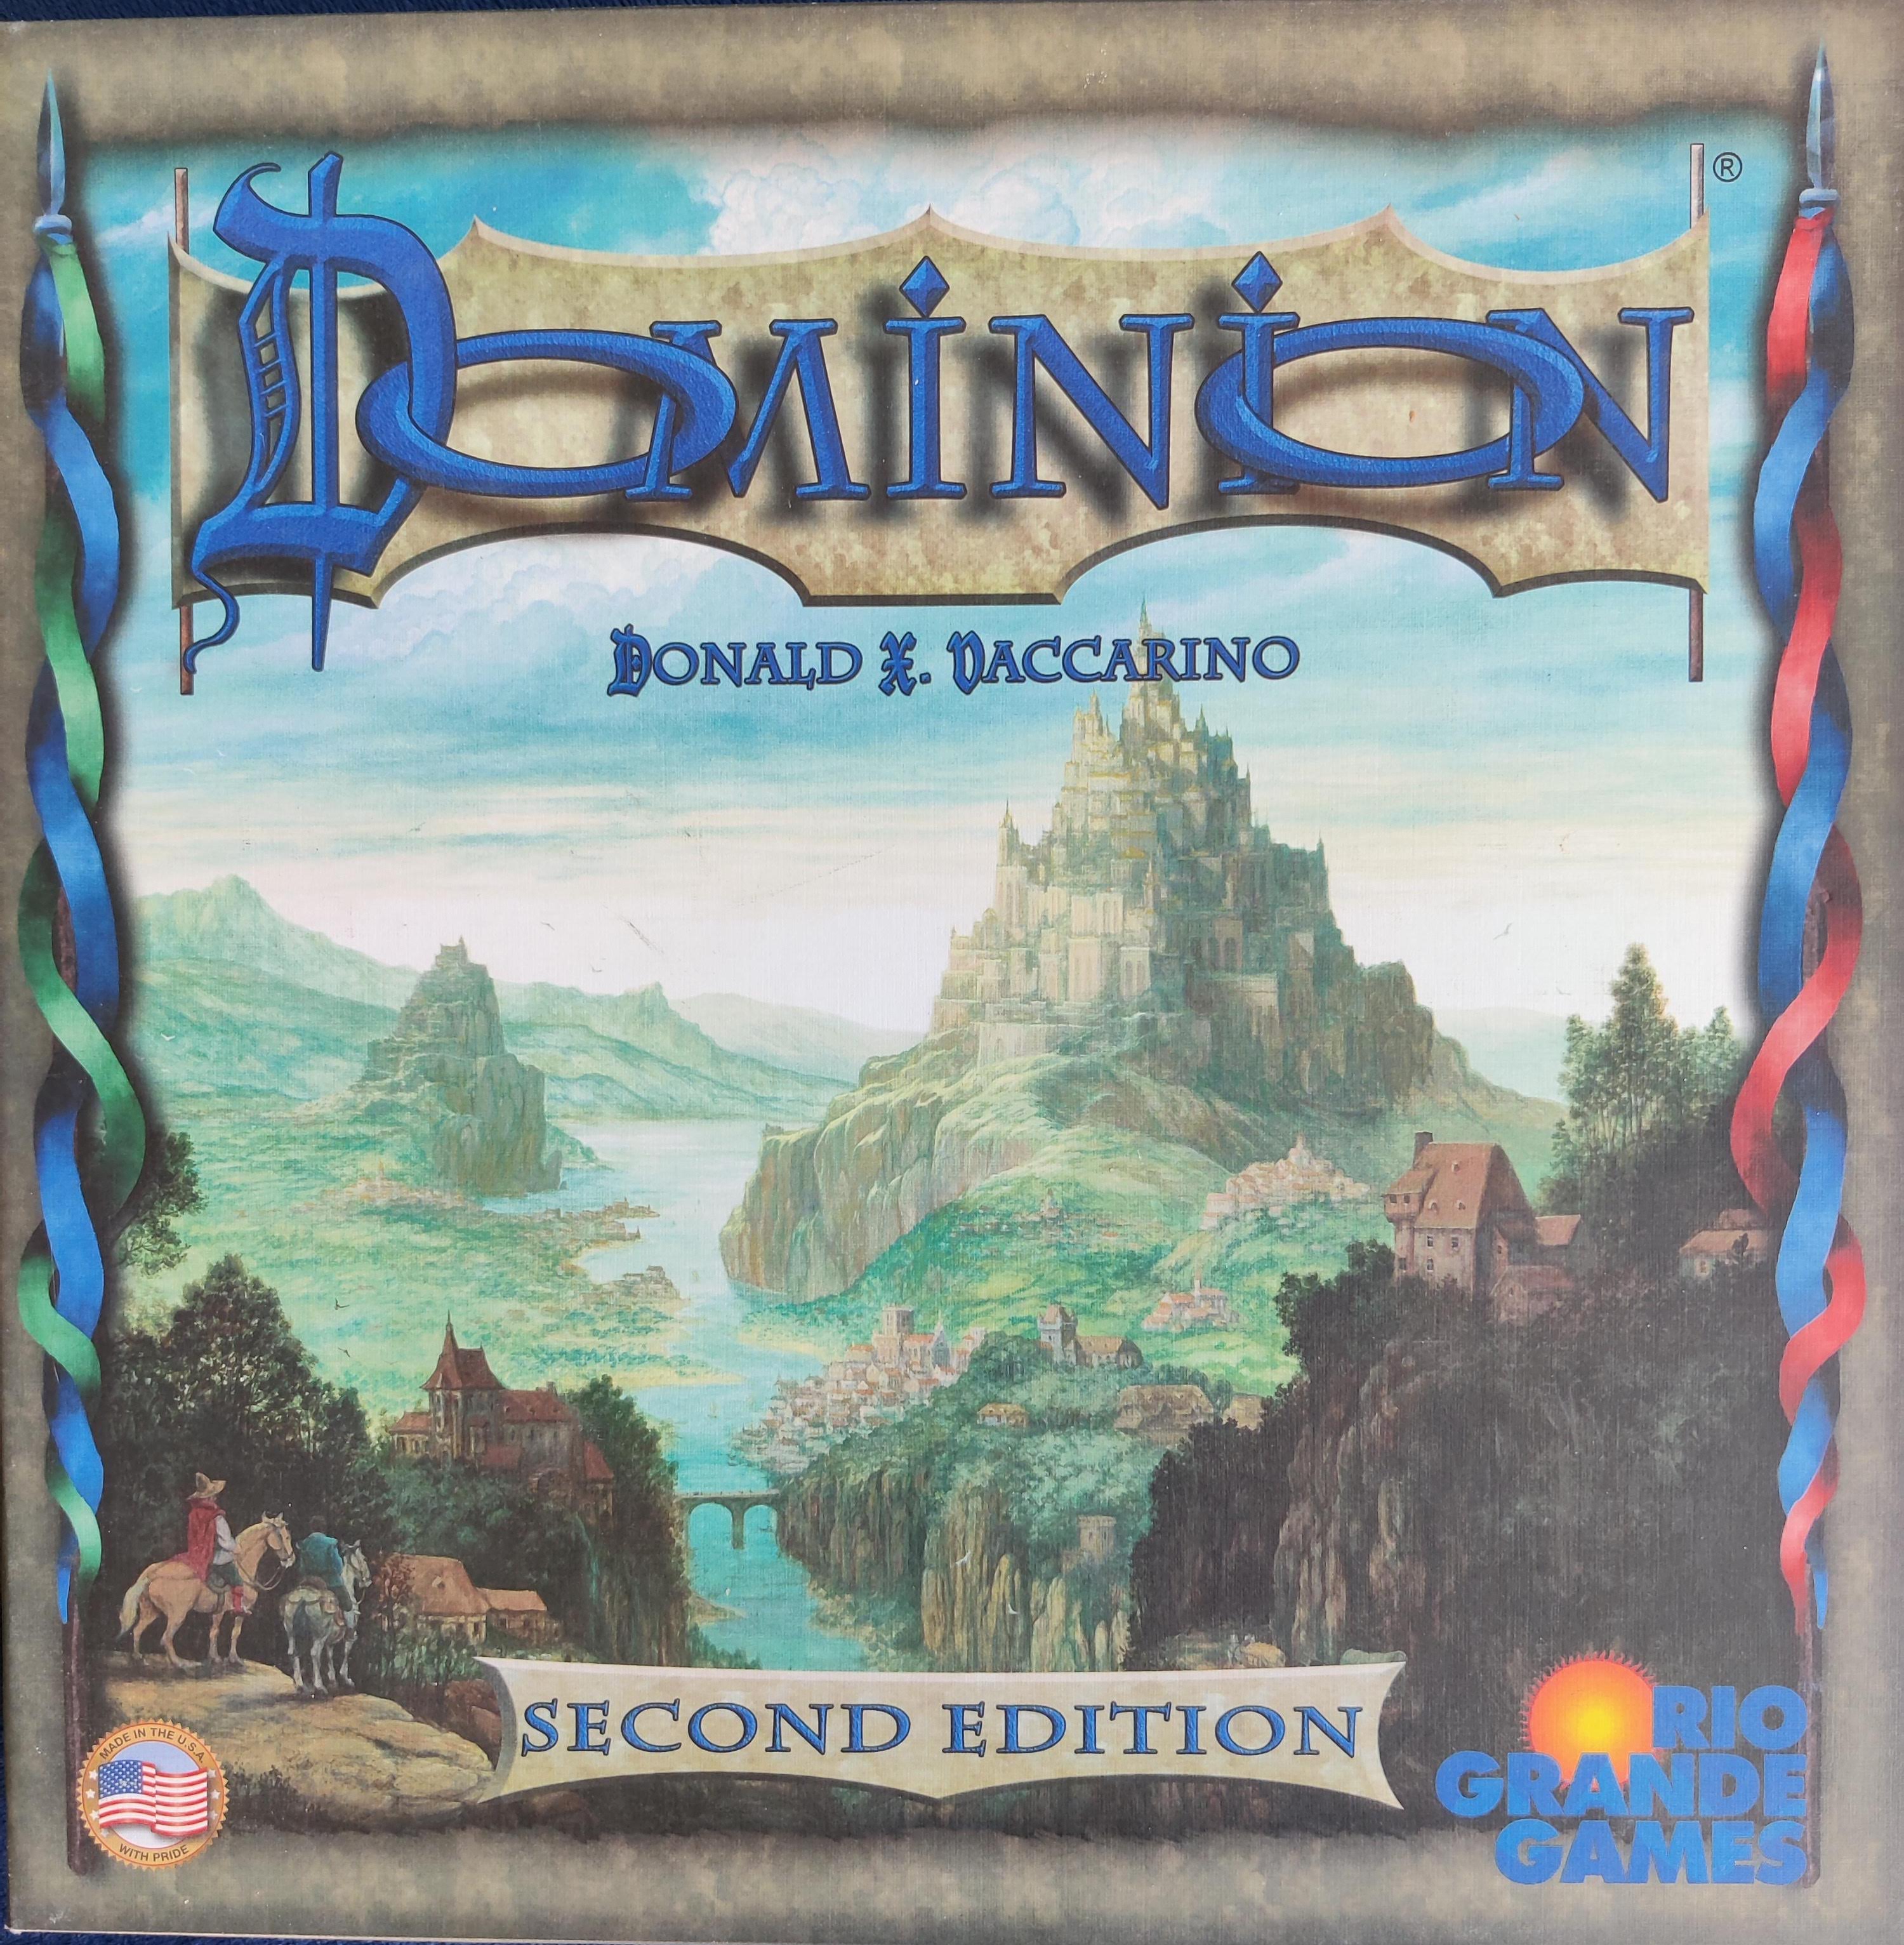 DOMINION
®
DONALD X. VACCARINO
SECOND EDITION
MADE IN THE U.S.A.
WITH PRIDE
RIO
GRANDE
GAMES